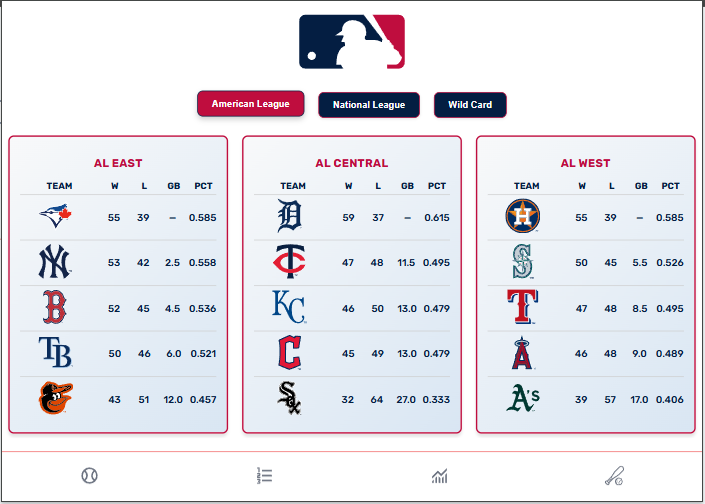 American League
National League
Wild Card
AL EAST
TEAM W L GB PCT
55 39 – 0.585
NY 53 42 2.5 0.558
B 52 45 4.5 0.536
TB 50 46 6.0 0.521
43 51 12.0 0.457
AL CENTRAL
TEAM W L GB PCT
D 59 37 – 0.615
TC 47 48 11.5 0.495
KC 46 50 13.0 0.479
C 45 49 13.0 0.479
Sox 32 64 27.0 0.333
AL WEST
TEAM W L GB PCT
H 55 39 – 0.585
S 50 45 5.5 0.526
T 47 48 8.5 0.495
A 46 48 9.0 0.489
A's 39 57 17.0 0.406
1
2
3